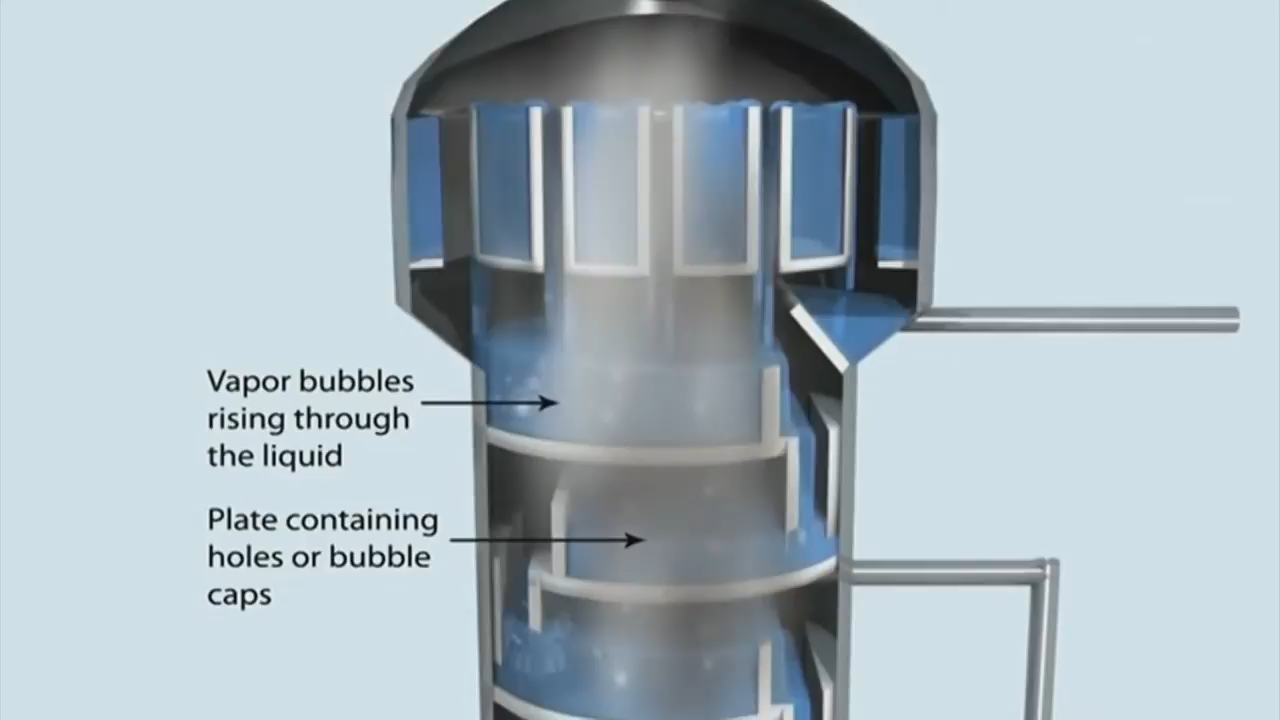 Vapor bubbles
rising through
the liquid
Plate containing
holes or bubble
caps